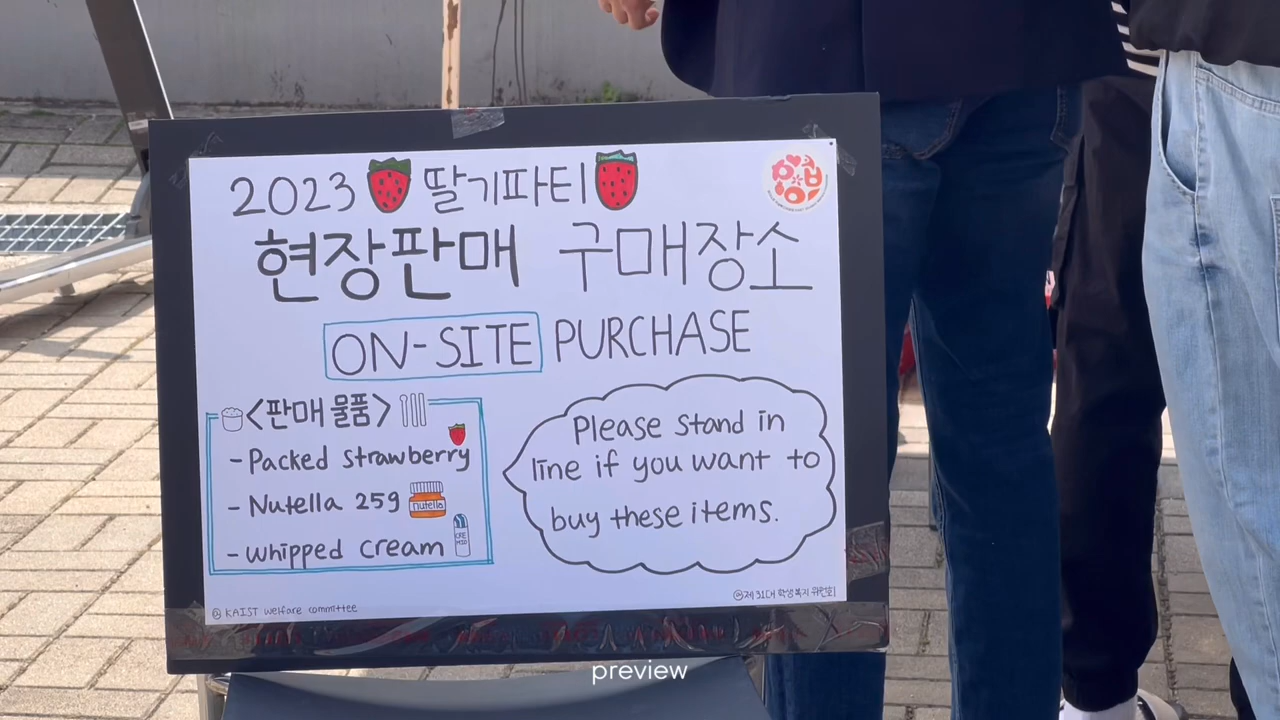 2023 딸기파티
현장판매 구매장소
ON-SITE PURCHASE
<판매 물품>
-Packed strawberry
-Nutella 25g
nutella
-whipped cream
Please stand in
line if you want to
buy these items.
KAIST welfare committee
제 31대 학생복지위원회
preview